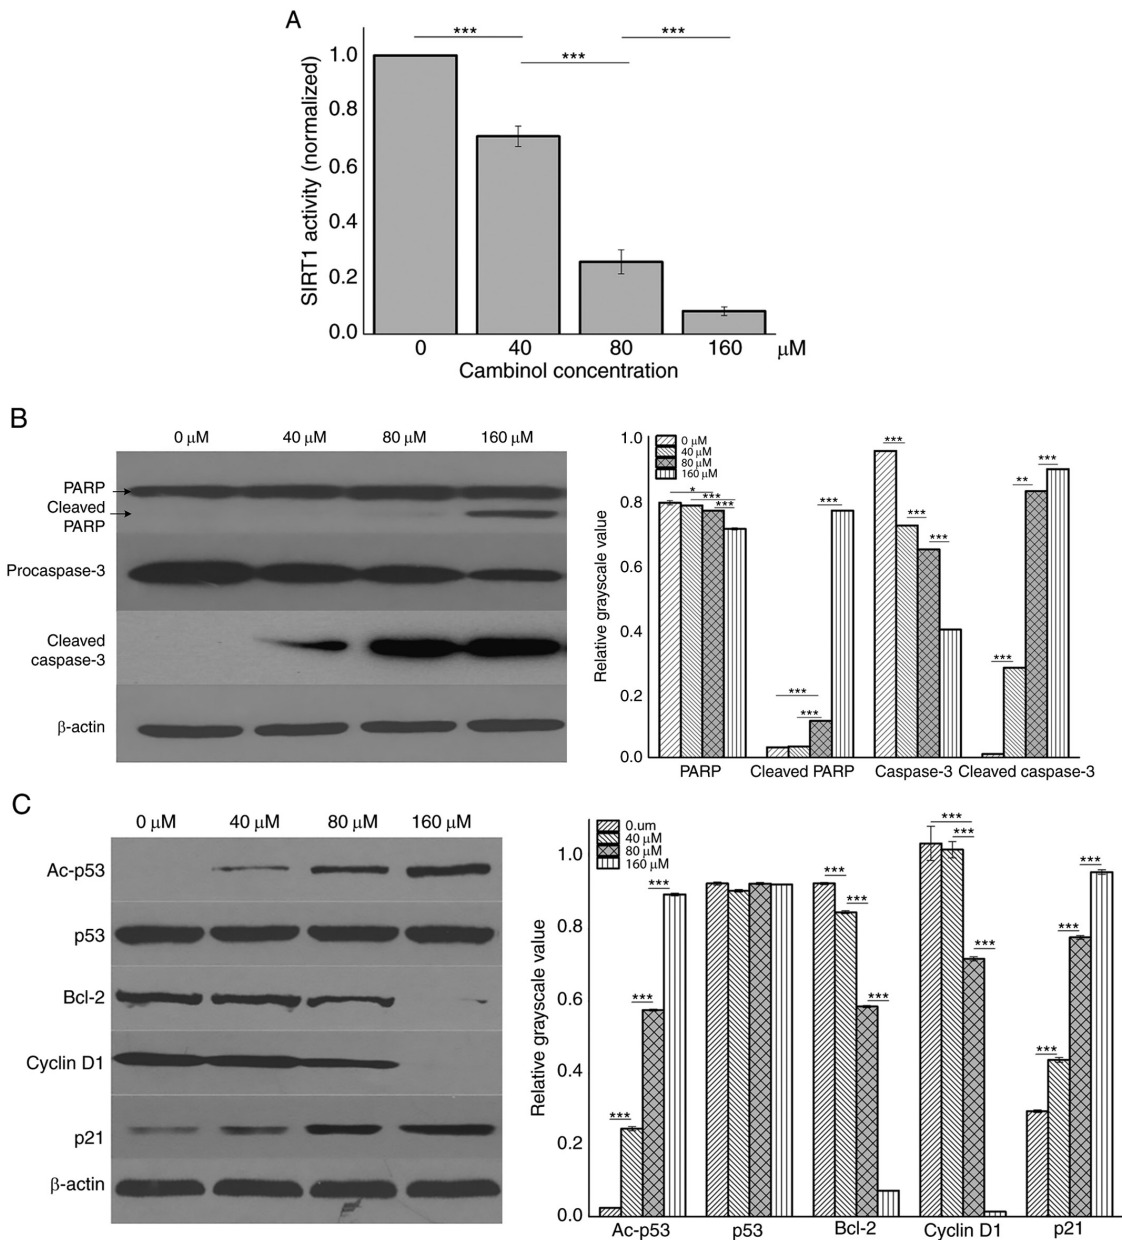 A
*** ***
***
1.0
0.8
0.6
0.4
0.2
0.0
SIRT1 activity (normalized)
0 40 80 160 μM
Cambinol concentration
B
0 μM 40 μM 80 μM 160 μM
PARP
Cleaved
PARP
Procaspase-3
Cleaved
caspase-3
β-actin
1.0
0.8
0.6
0.4
0.2
0.0
Relative grayscale value
0 μM
40 μM
80 μM
160 μM
* *** ***
*** *** ***
*** *** ***
*** ** ***
PARP Cleaved PARP Caspase-3 Cleaved caspase-3
C
0 μM 40 μM 80 μM 160 μM
Ac-p53
p53
Bcl-2
Cyclin D1
p21
β-actin
1.0
0.8
0.6
0.4
0.2
0.0
Relative grayscale value
0.um
40 μM
80 μM
160 μM
*** *** ***
*** *** ***
*** *** ***
*** *** ***
Ac-p53 p53 Bcl-2 Cyclin D1 p21